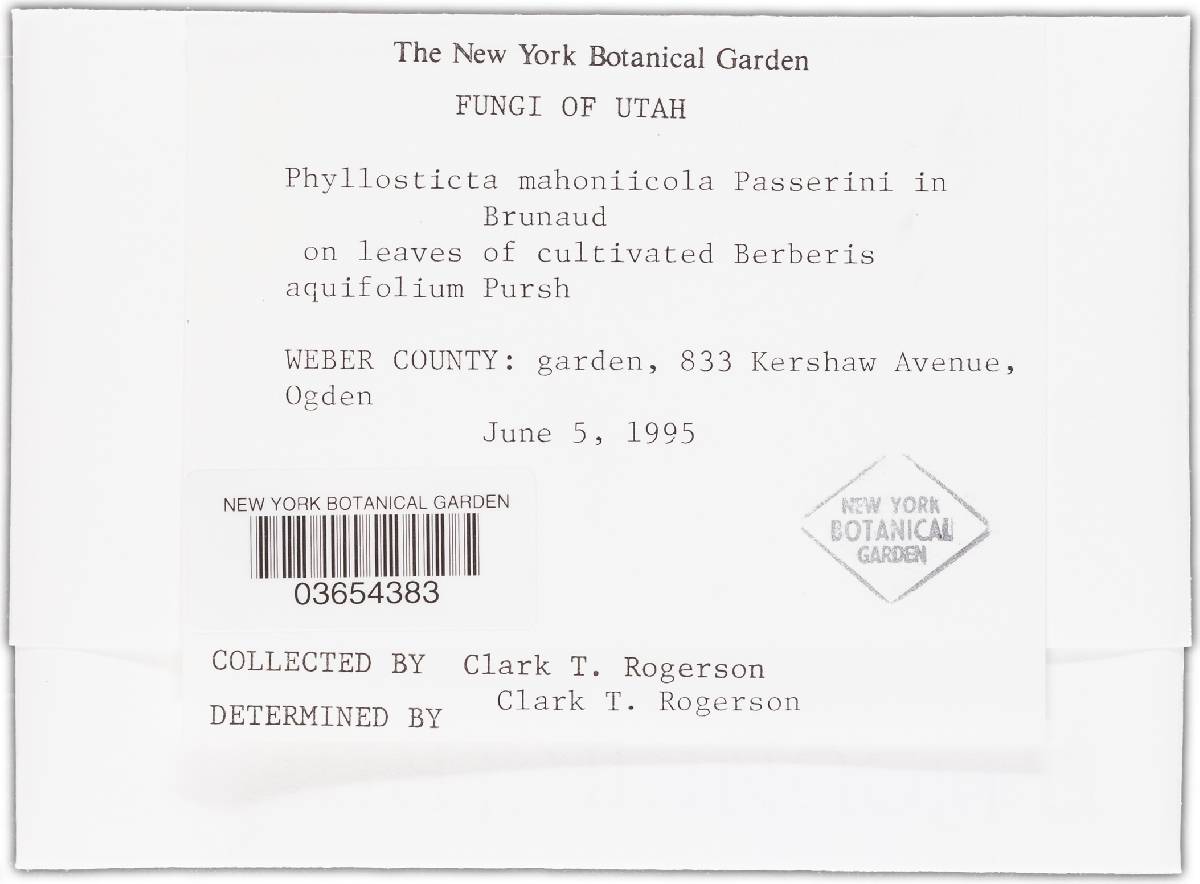 The New York Botanical Garden
FUNGI OF UTAH
Phyllosticta mahoniicola Passerini in
Brunaud
on leaves of cultivated Berberis
aquifolium Pursh
WEBER COUNTY: garden, 833 Kershaw Avenue,
Ogden
June 5, 1995
NEW YORK BOTANICAL GARDEN
03654383
NEW YORK
BOTANICAL
GARDEN
COLLECTED BY Clark T. Rogerson
DETERMINED BY Clark T. Rogerson